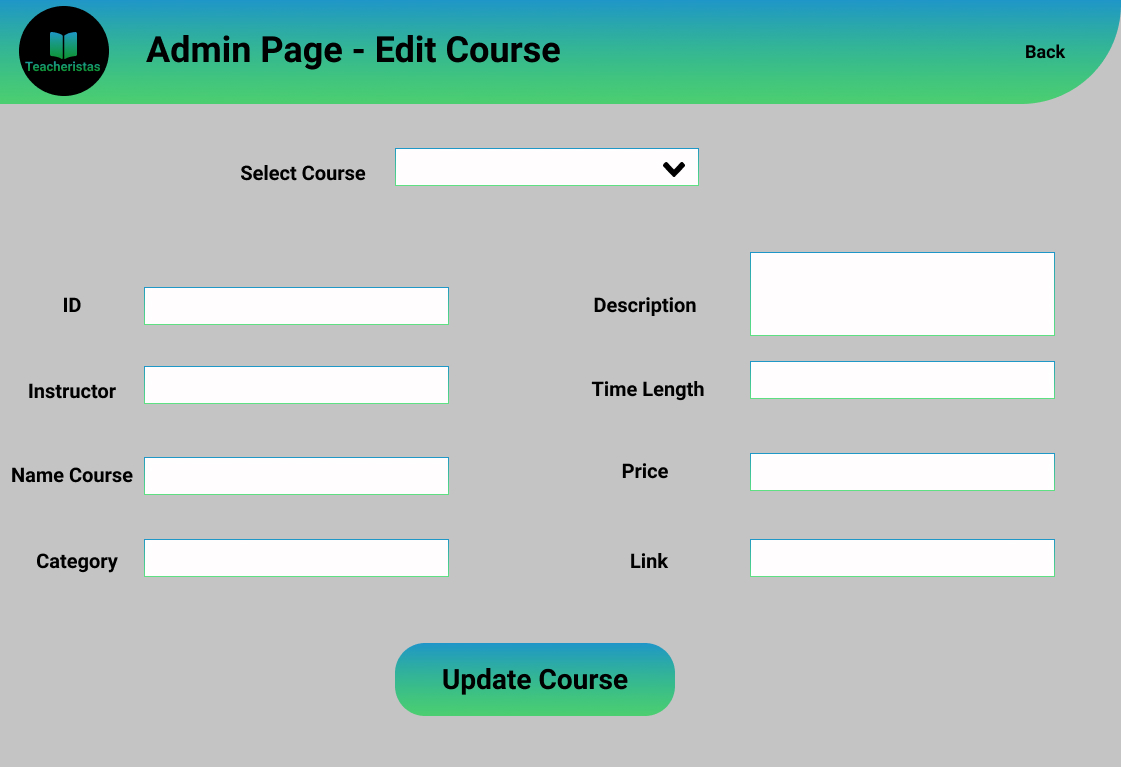 Teacheristas
Admin Page - Edit Course
Back
Select Course
ID
Description
Instructor
Time Length
Name Course
Price
Category
Link
Update Course